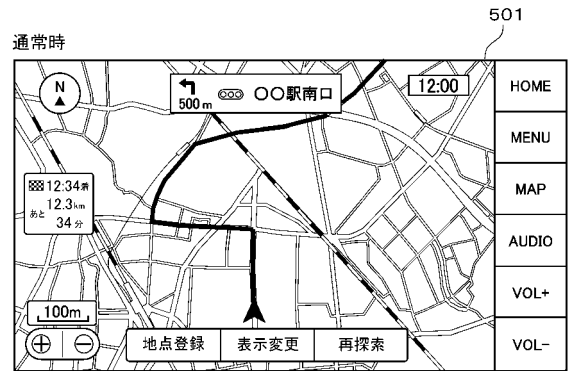 501
通常時
N
500m ○○駅南口
12:00
12:34着
あと 12.3km
34分
100m
地点登録 表示変更 再探索
HOME
MENU
MAP
AUDIO
VOL+
VOL-